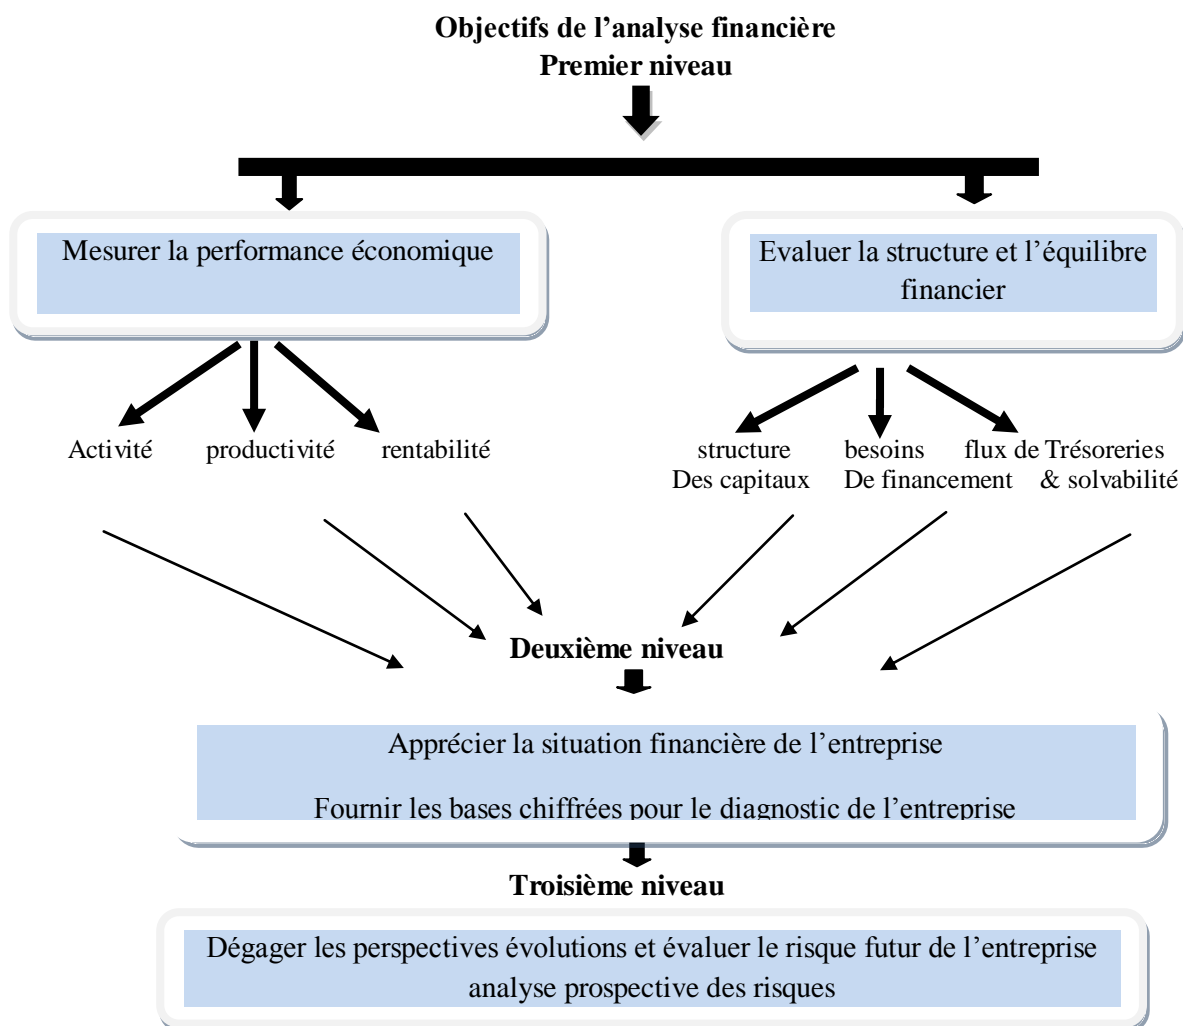 Objectifs de l’analyse financière
Premier niveau
Mesurer la performance économique
Evaluer la structure et l’équilibre
financier
Activité productivité rentabilité
structure besoins flux de Trésoreries
Des capitaux De financement & solvabilité
Deuxième niveau
Apprécier la situation financière de l’entreprise
Fournir les bases chiffrées pour le diagnostic de l’entreprise
Troisième niveau
Dégager les perspectives évolutions et évaluer le risque futur de l’entreprise
analyse prospective des risques